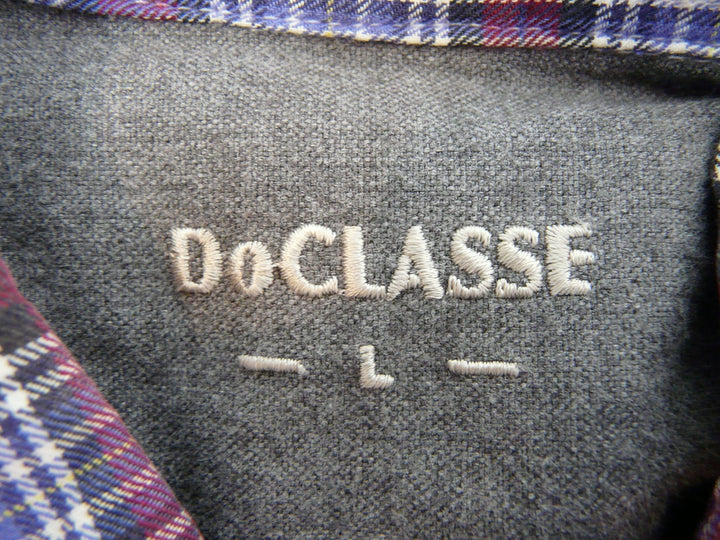 DoCLASSE
— L —